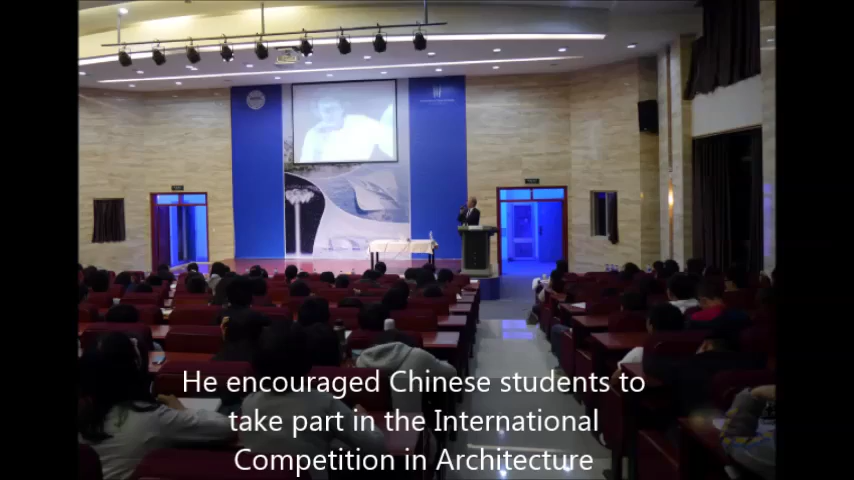 He encouraged Chinese students to
take part in the International
Competition in Architecture